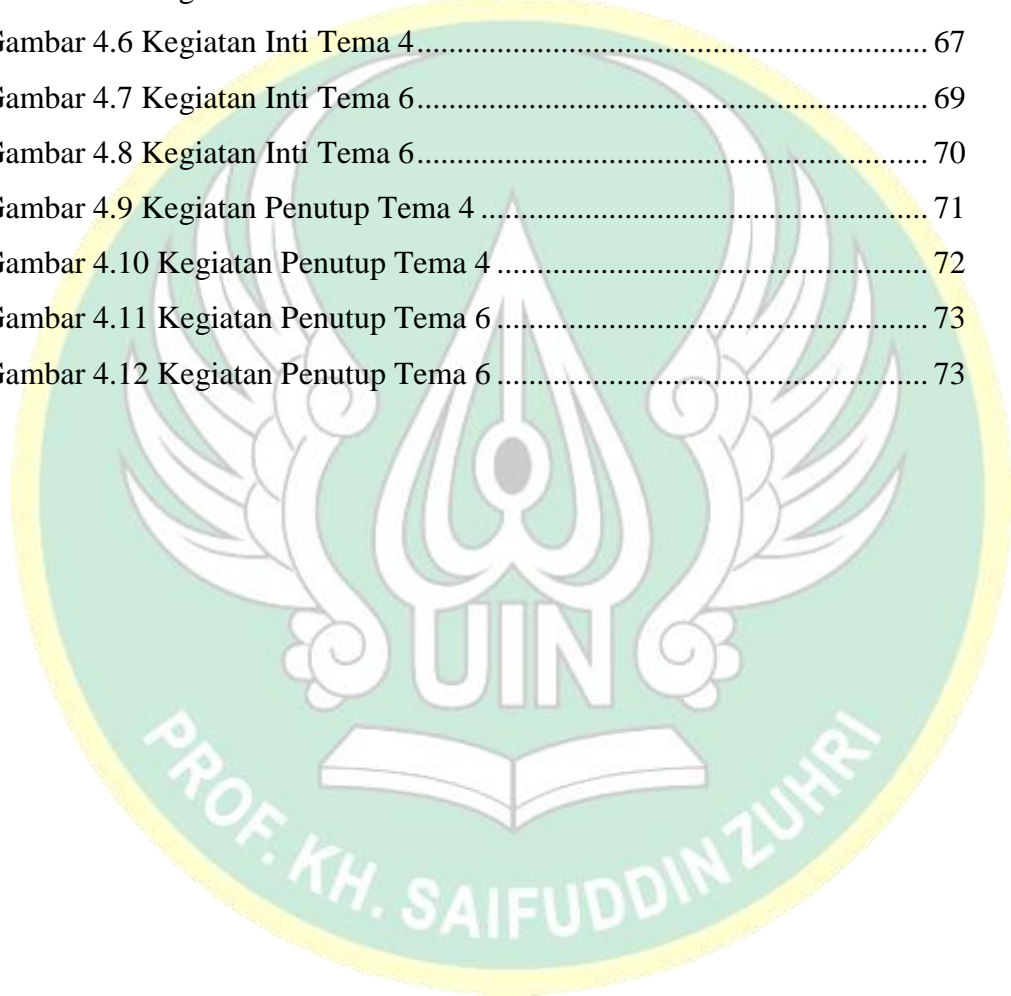 Gambar 4.6 Kegiatan Inti Tema 4.................................................................... 67
Gambar 4.7 Kegiatan Inti Tema 6.................................................................... 69
Gambar 4.8 Kegiatan Inti Tema 6.................................................................... 70
Gambar 4.9 Kegiatan Penutup Tema 4 ........................................................... 71
Gambar 4.10 Kegiatan Penutup Tema 4 ......................................................... 72
Gambar 4.11 Kegiatan Penutup Tema 6 ......................................................... 73
Gambar 4.12 Kegiatan Penutup Tema 6 ......................................................... 73
UIN
PROF. KH. SAIFUDDIN ZUHRI